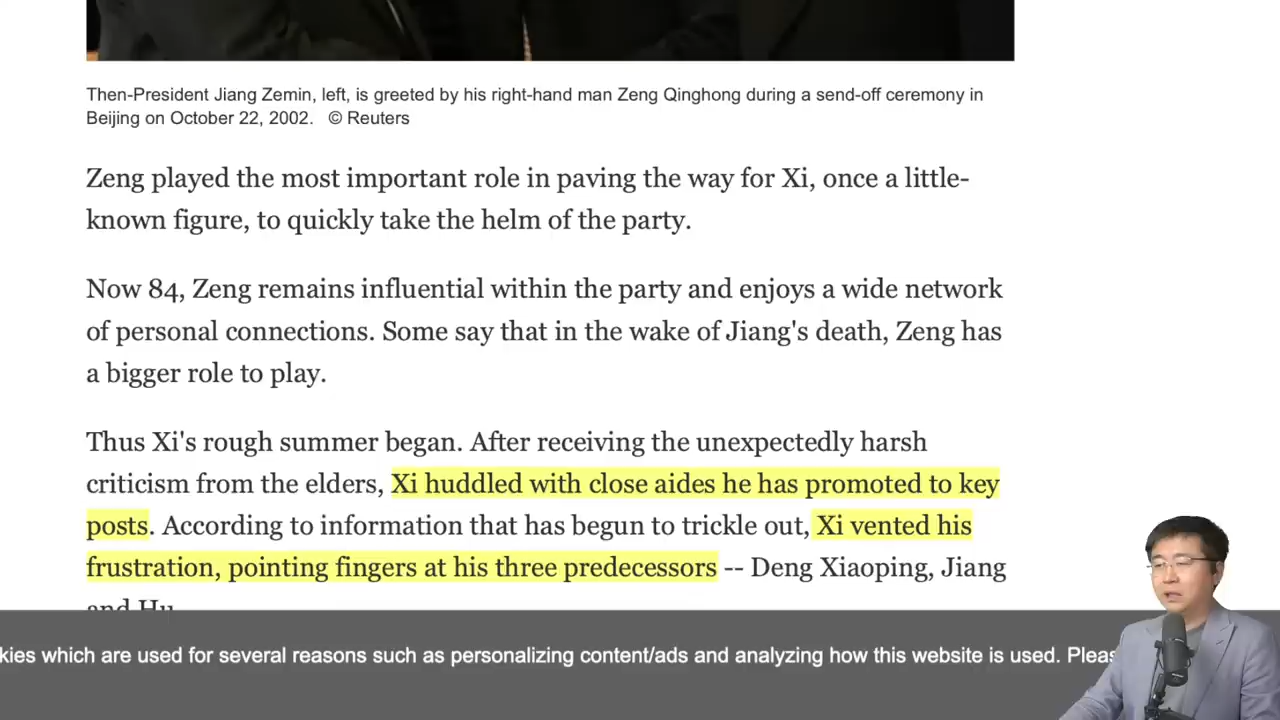 Then-President Jiang Zemin, left, is greeted by his right-hand man Zeng Qinghong during a send-off ceremony in
Beijing on October 22, 2002. © Reuters
Zeng played the most important role in paving the way for Xi, once a little-
known figure, to quickly take the helm of the party.
Now 84, Zeng remains influential within the party and enjoys a wide network
of personal connections. Some say that in the wake of Jiang's death, Zeng has
a bigger role to play.
Thus Xi's rough summer began. After receiving the unexpectedly harsh
criticism from the elders, Xi huddled with close aides he has promoted to key
posts. According to information that has begun to trickle out, Xi vented his
frustration, pointing fingers at his three predecessors -- Deng Xiaoping, Jiang
and Hu.
kies which are used for several reasons such as personalizing content/ads and analyzing how this website is used. Pleas